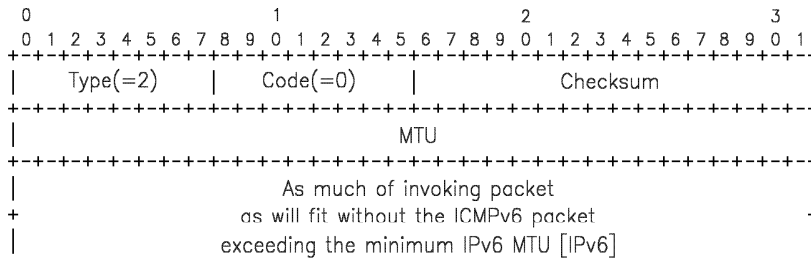 0 1 2 3
0 1 2 3 4 5 6 7 8 9 0 1 2 3 4 5 6 7 8 9 0 1 2 3 4 5 6 7 8 9 0 1
+-+-+-+-+-+-+-+-+-+-+-+-+-+-+-+-+-+-+-+-+-+-+-+-+-+-+-+-+-+-+-+-
| Type(=2) | Code(=0) | Checksum
+-+-+-+-+-+-+-+-+-+-+-+-+-+-+-+-+-+-+-+-+-+-+-+-+-+-+-+-+-+-+-+-
| MTU
+-+-+-+-+-+-+-+-+-+-+-+-+-+-+-+-+-+-+-+-+-+-+-+-+-+-+-+-+-+-+-+-
| As much of invoking packet
+ as will fit without the ICMPv6 packet
| exceeding the minimum IPv6 MTU [IPv6]